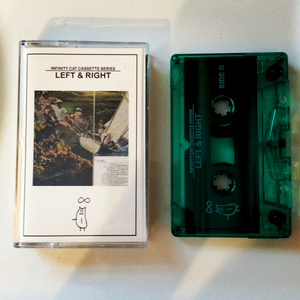 INFINITY CAT CASSETTE SERIES
LEFT & RIGHT
SIDE B
INFINITY CAT CASSETTE SERIES
LEFT & RIGHT